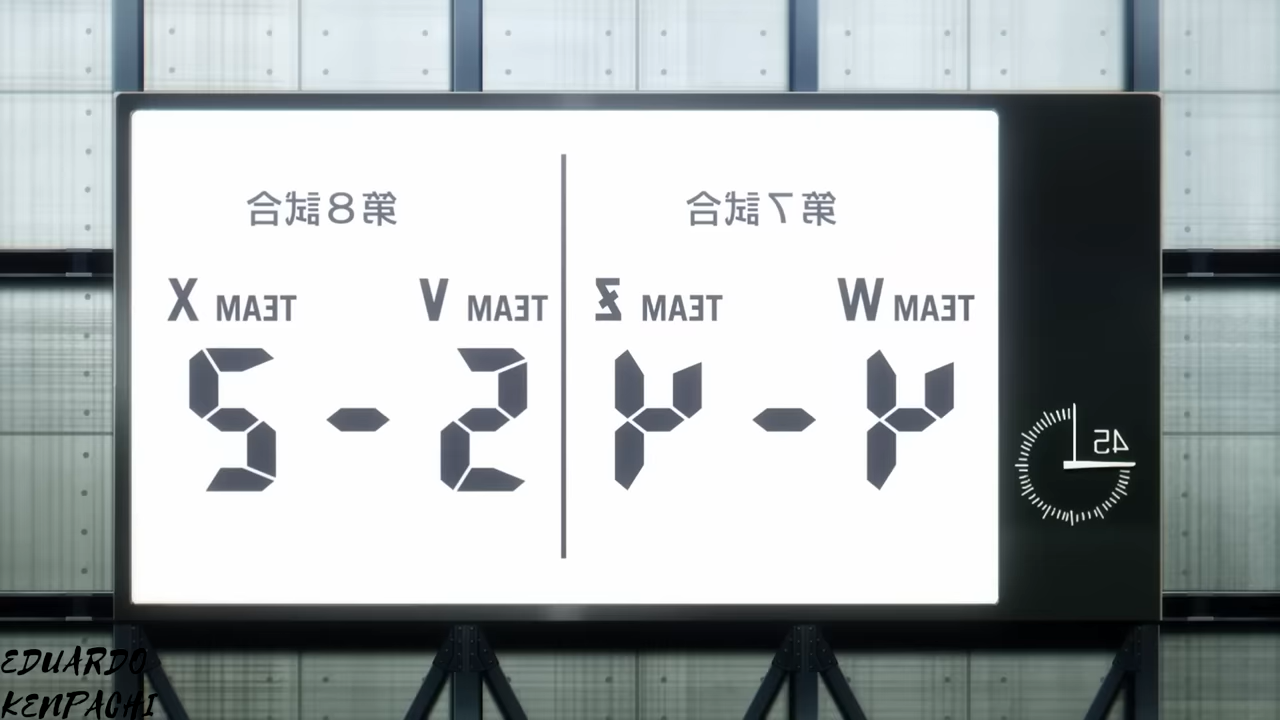 第7試合
TEAM W TEAM Z
4 - 4
第8試合
TEAM V TEAM X
5 - 2
45
EDUARDO
KENPACHI